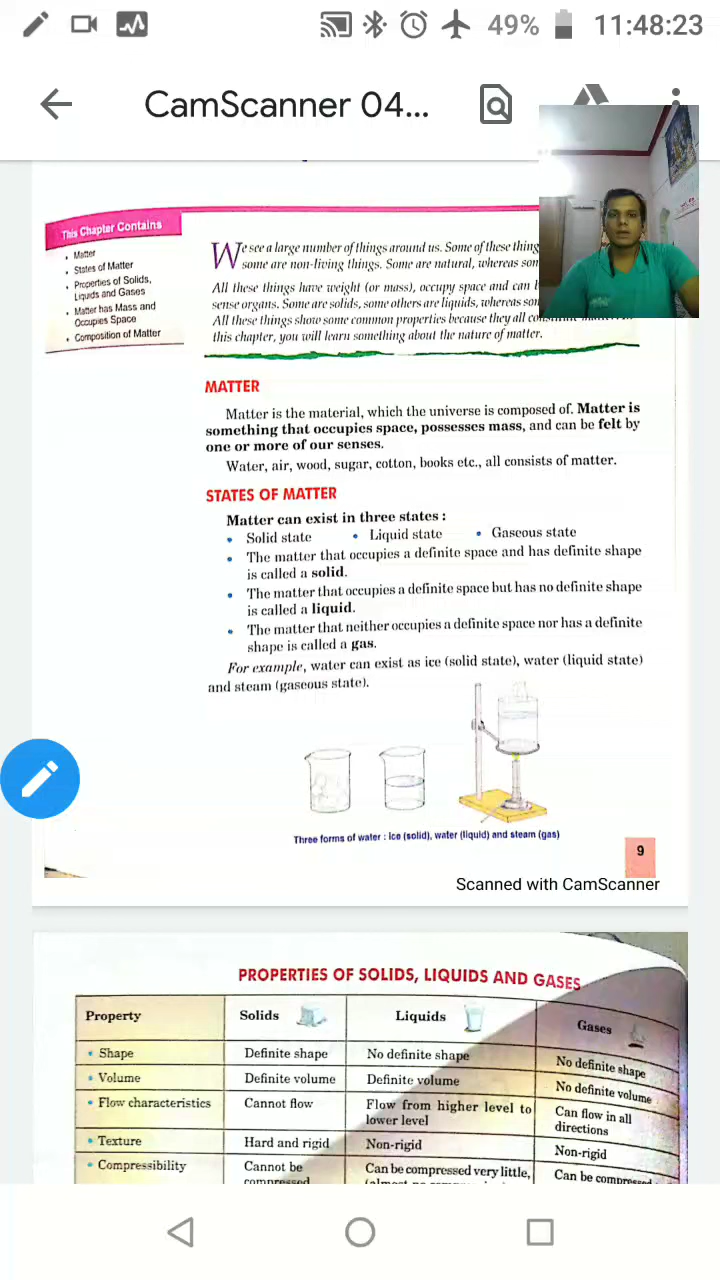 49% 11:48:23
CamScanner 04...
This Chapter Contains
• Matter
• States of Matter
• Properties of Solids,
Liquids and Gases
• Matter has Mass and
Occupies Space
• Composition of Matter
We see a large number of things around us. Some of these thing
some are non-living things. Some are natural, whereas som
All these things have weight (or mass), occupy space and can
sense organs. Some are solids, some others are liquids, whereas som
All these things show some common properties because they all
this chapter, you will learn something about the nature of matter.
MATTER
Matter is the material, which the universe is composed of. Matter is
something that occupies space, possesses mass, and can be felt by
one or more of our senses.
Water, air, wood, sugar, cotton, books etc., all consists of matter.
STATES OF MATTER
Matter can exist in three states :
• Solid state • Liquid state • Gaseous state
• The matter that occupies a definite space and has definite shape
is called a solid.
• The matter that occupies a definite space but has no definite shape
is called a liquid.
• The matter that neither occupies a definite space nor has a definite
shape is called a gas.
For example, water can exist as ice (solid state), water (liquid state)
and steam (gaseous state).
Three forms of water : ice (solid), water (liquid) and steam (gas)
9
Scanned with CamScanner
PROPERTIES OF SOLIDS, LIQUIDS AND GASES
Property Solids Liquids Gases
• Shape Definite shape No definite shape No definite shape
• Volume Definite volume Definite volume No definite volume
• Flow characteristics Cannot flow Flow from higher level to Can flow in all
lower level directions
• Texture Hard and rigid Non-rigid Non-rigid
• Compressibility Cannot be Can be compressed very little, Can be compressed
compressed